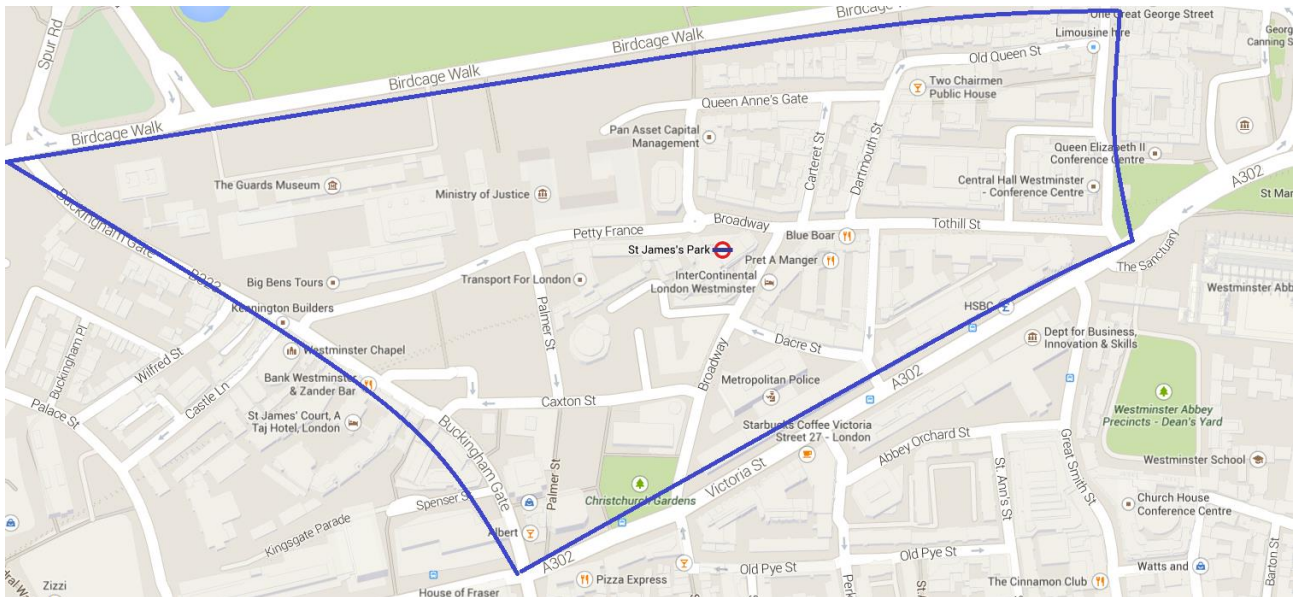 One Great George Street
Limousine hire
Georg
Canning S
Spur Rd
Birdcage Walk
Birdcage Walk
Birdcage Walk
Birdcage Walk
Old Queen St
Two Chairmen
Public House
Queen Anne's Gate
Pan Asset Capital
Management
Carteret St
Dartmouth St
Queen Elizabeth II
Conference Centre
A302
The Guards Museum
Ministry of Justice
Central Hall Westminster
- Conference Centre
St Mar
Buckingham Gate
Broadway
Tothill St
Petty France
Blue Boar
St James's Park
Pret A Manger
The Sanctuary
B323
Big Bens Tours
Transport For London
InterContinental
London Westminster
Westminster Abb
Kennington Builders
HSBC
Buckingham Pl
Wilfred St
Westminster Chapel
Palmer St
Dacre St
Dept for Business,
Innovation & Skills
Castle Ln
Bank Westminster
& Zander Bar
Broadway
Metropolitan Police
A302
Palace St
St James' Court, A
Taj Hotel, London
Caxton St
Starbucks Coffee Victoria
Street 27 - London
Westminster Abbey
Precincts - Dean's Yard
Buckingham Gate
Abbey Orchard St
Great Smith St
Victoria St
Palmer St
St. Ann's St
Westminster School
Spenser S
Christchurch Gardens
Church House
Conference Centre
Kingsgate Parade
Albert
A302
Old Pye St
Old Pye St
Barton St
Zizzi
Pizza Express
The Cinnamon Club
Watts and
House of Fraser
Perk
St. A